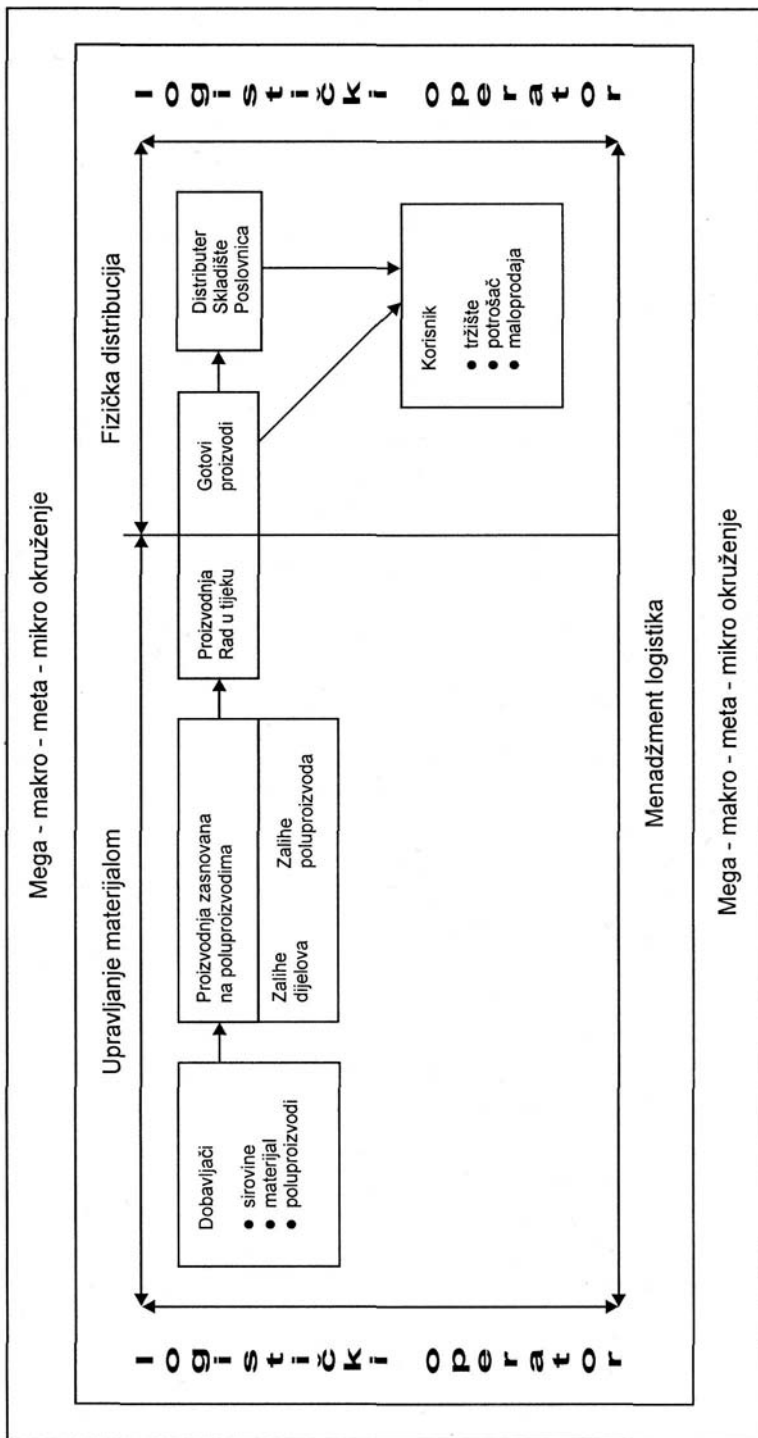 Mega - makro - meta - mikro okruženje
Upravljanje materijalom
Fizička distribucija
logistički operator
Dobavljači
● sirovine
● materijal
● poluproizvodi
Proizvodnja zasnovana
na poluproizvodima
Zalihe
dijelova
Zalihe
poluproizvoda
Proizvodnja
Rad u tijeku
Gotovi
proizvodi
Distributer
Skladište
Poslovnica
Korisnik
● tržište
● potrošač
● maloprodaja
logistički operator
Menadžment logistika
Mega - makro - meta - mikro okruženje